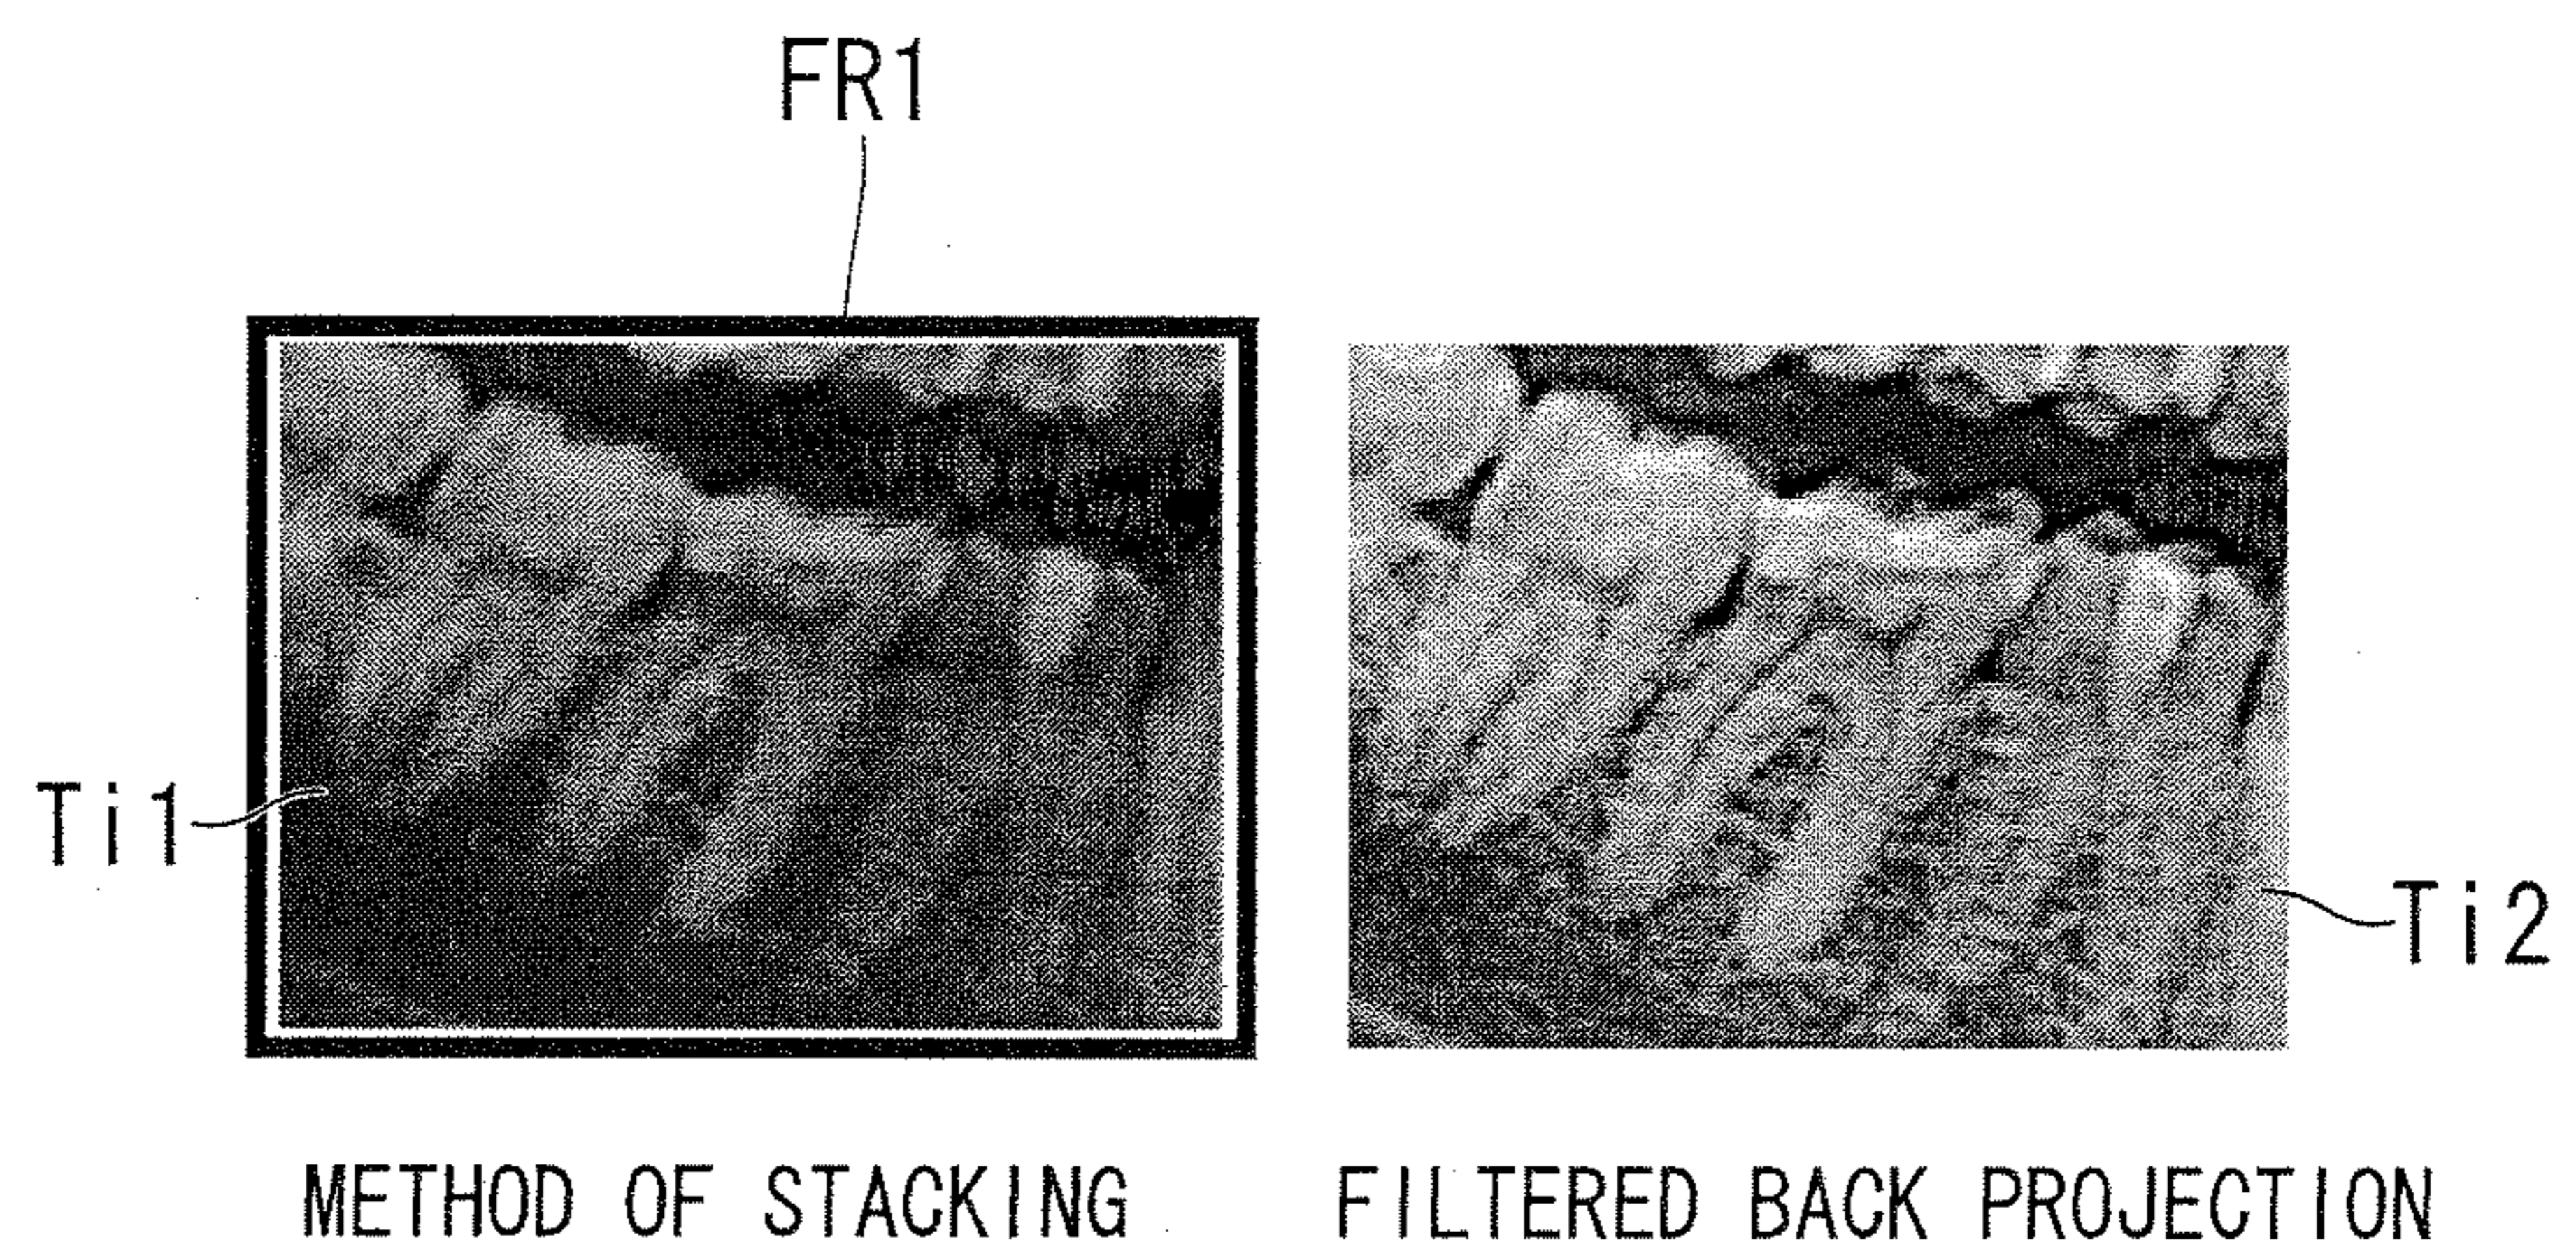 FR1
Ti1
Ti2
METHOD OF STACKING
FILTERED BACK PROJECTION